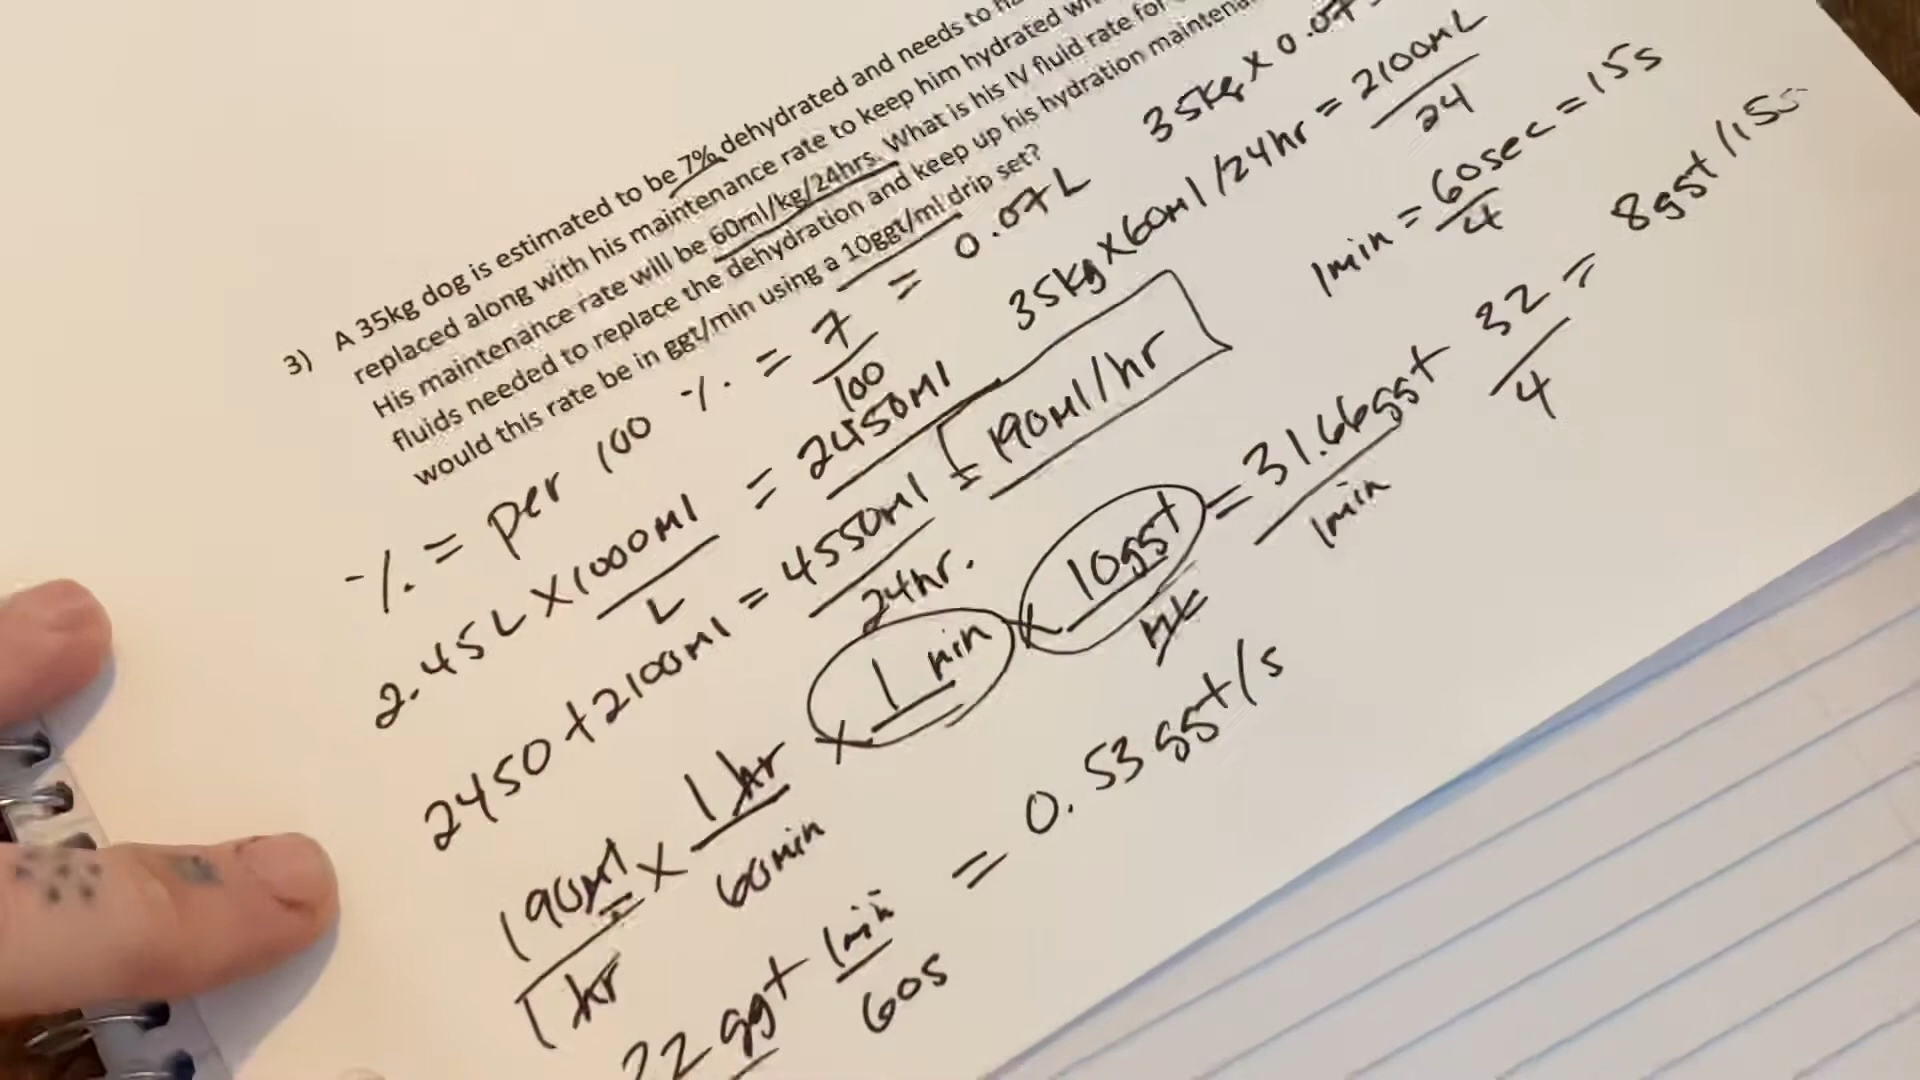 3) A 35kg dog is estimated to be 7% dehydrated and needs to
replaced along with his maintenance rate to keep him hydrated
His maintenance rate will be 60ml/kg/24hrs. What is his IV fluid rate for
fluids needed to replace the dehydration and keep up his hydration
would this rate be in ggt/min using a 10ggt/ml drip set?
% = per 100 % = 7/100 = 0.07L
35kg x 0.07
2.45L x 1000ml/L = 2450ml
35kg x 60ml/24hr = 2100mL/24
2450 + 2100ml = 4550ml/24hr. = 190ml/hr
1min = 60sec/4 = 15s
190ml/1hr x 1hr/60min x 1min x 10ggt/mL = 31.66ggt/1min
32/4 = 8ggt/15s
32ggt 1min/60s = 0.53ggt/s